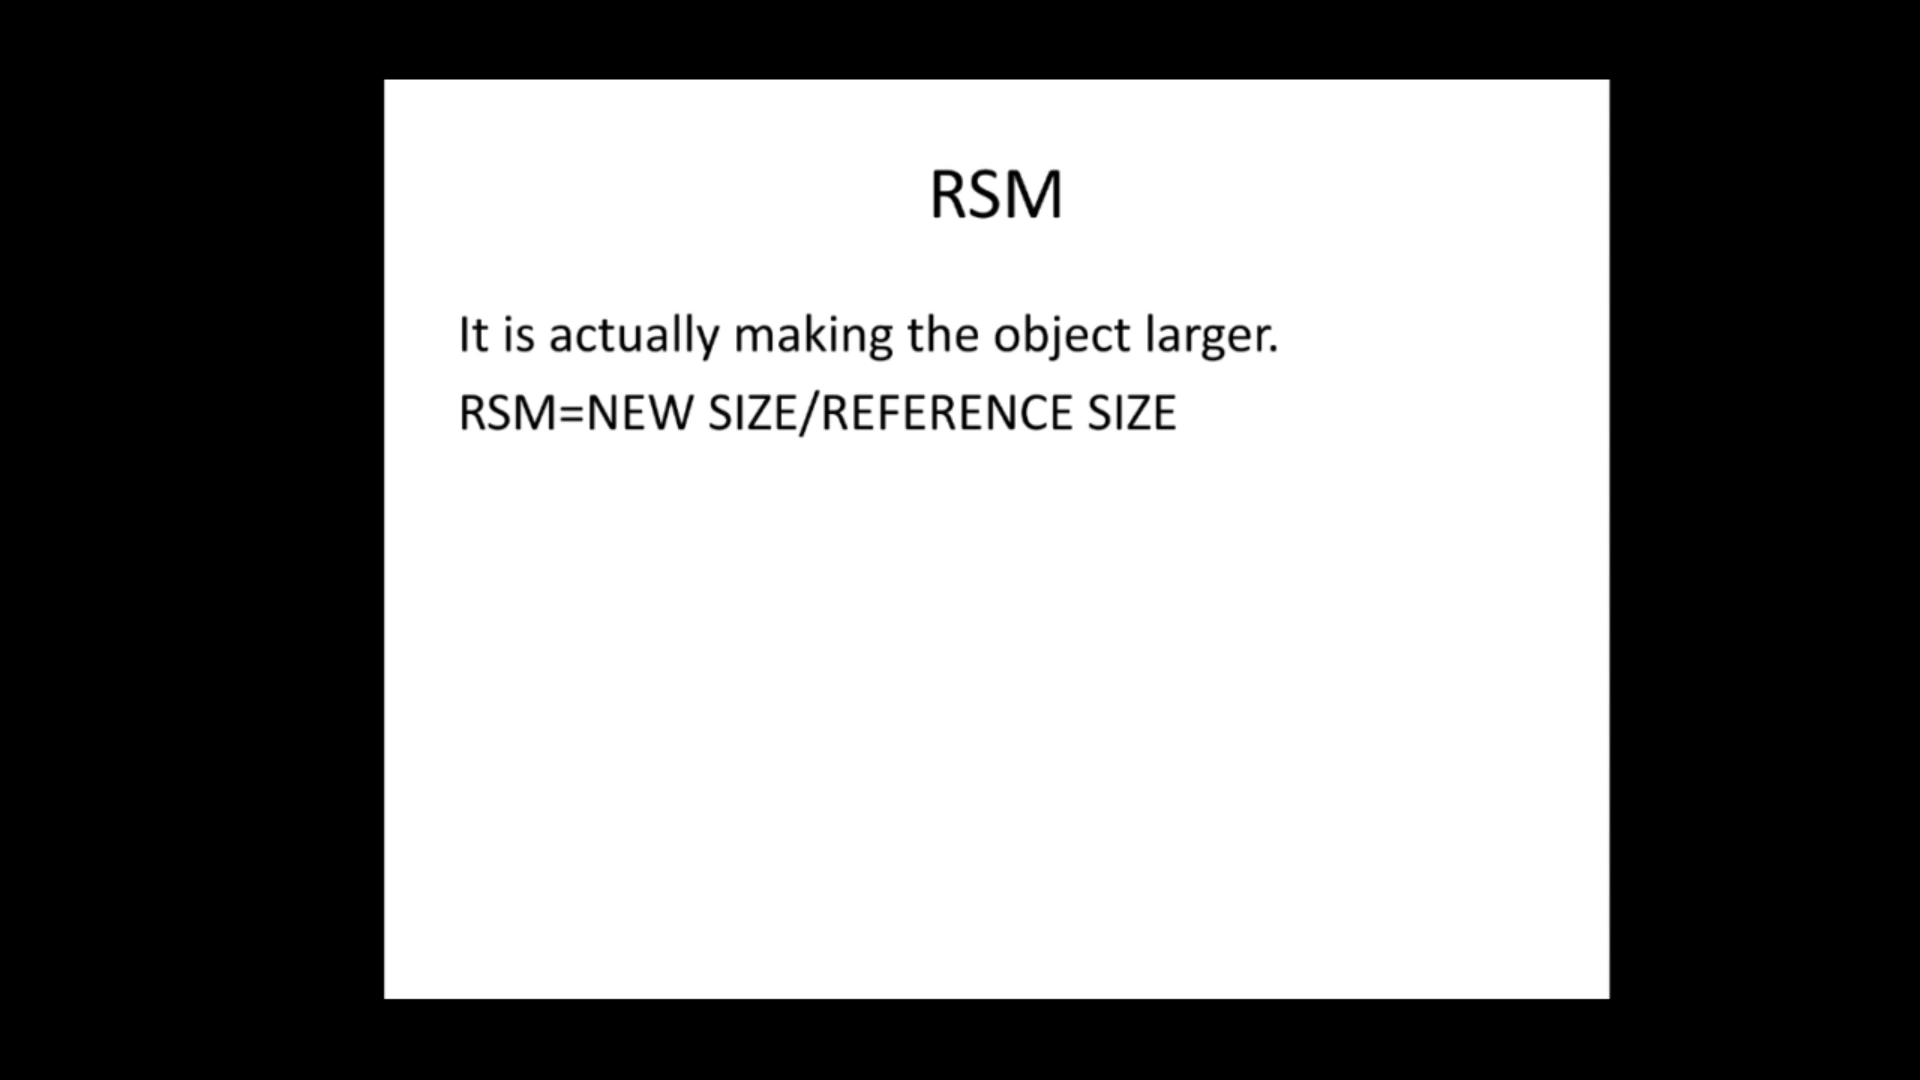 RSM
It is actually making the object larger.
RSM=NEW SIZE/REFERENCE SIZE